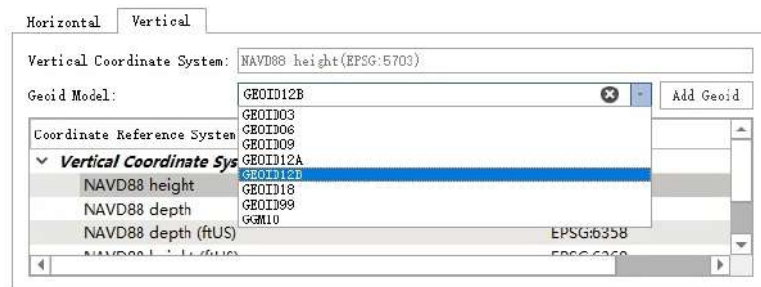 Horizontal Vertical
Vertical Coordinate System: NAVD88 height(EPSG:5703)
Geoid Model: GEOID12B Add Geoid
GEOID03
Coordinate Reference System
GEOID06
GEOID09
Vertical Coordinate Sys
GEOID12A
GEOID12B
NAVD88 height
GEOID18
NAVD88 depth
GEOID99
GGM10
NAVD88 depth (ftUS) EPSG:6358